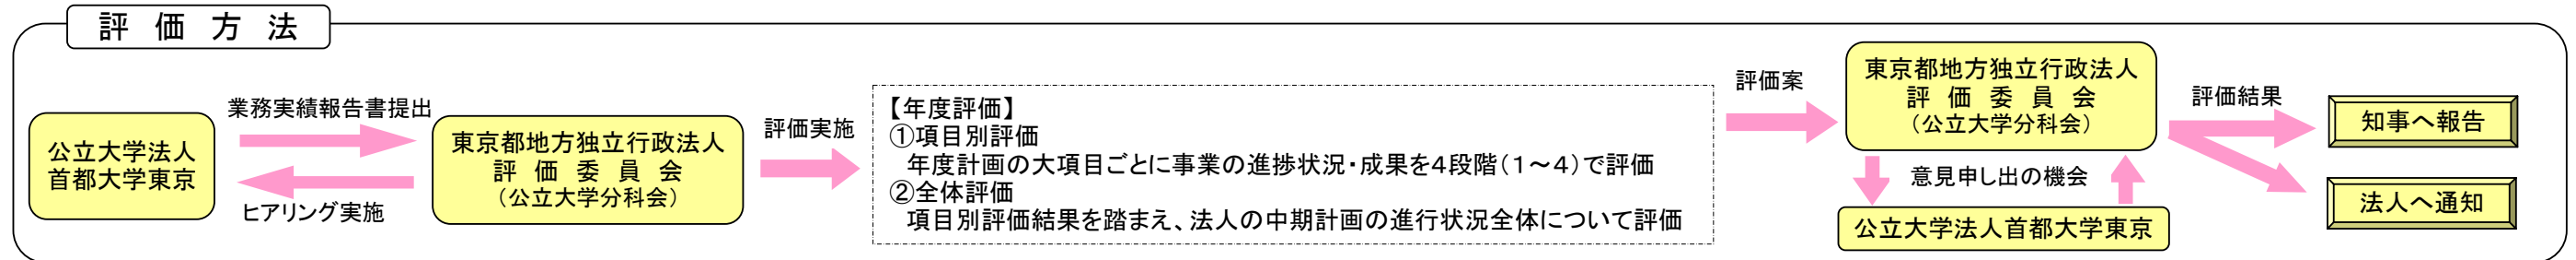 評 価 方 法
公立大学法人
首都大学東京
業務実績報告書提出
ヒアリング実施
東京都地方独立行政法人
評 価 委 員 会
（公立大学分科会）
評価実施
【年度評価】
①項目別評価
年度計画の大項目ごとに事業の進捗状況・成果を４段階（１～４）で評価
②全体評価
項目別評価結果を踏まえ、法人の中期計画の進行状況全体について評価
評価案
東京都地方独立行政法人
評 価 委 員 会
（公立大学分科会）
意見申し出の機会
公立大学法人首都大学東京
評価結果
知事へ報告
法人へ通知